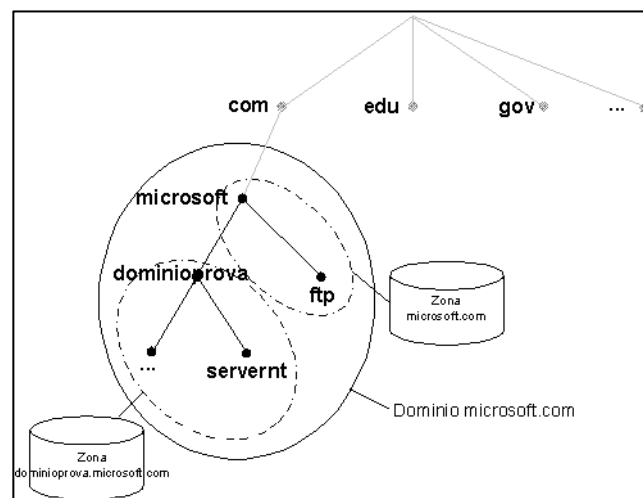 com
edu
gov
...
microsoft
dominioprova
ftp
Zona
microsoft.com
...
servernt
Dominio microsoft.com
Zona
dominioprova.microsoft.com